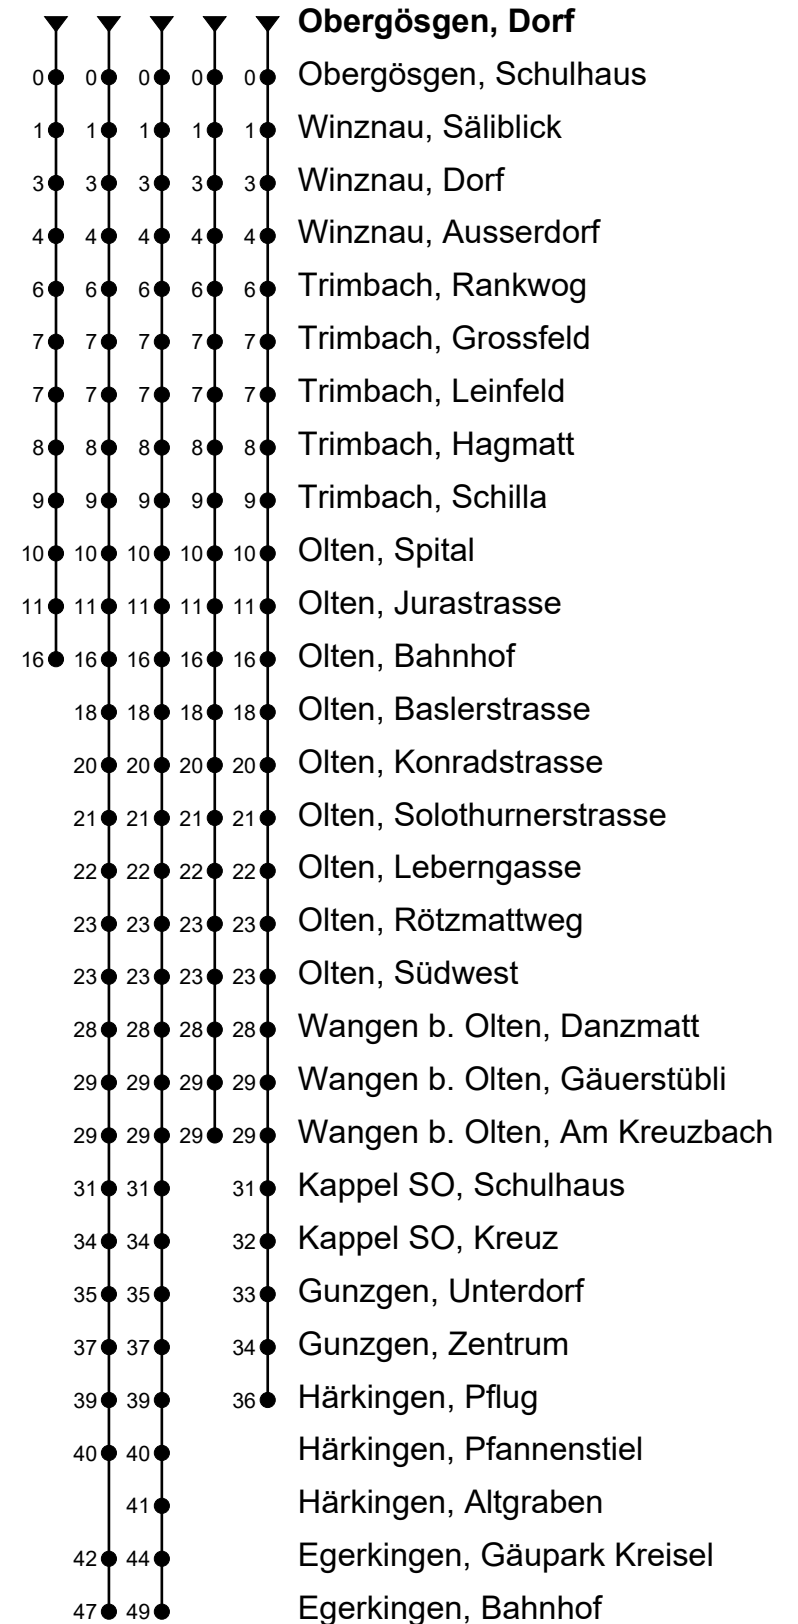 Obergösgen, Dorf
0 0 0 0 0 Obergösgen, Schulhaus
1 1 1 1 1 Winznau, Säliblick
3 3 3 3 3 Winznau, Dorf
4 4 4 4 4 Winznau, Ausserdorf
6 6 6 6 6 Trimbach, Rankwog
7 7 7 7 7 Trimbach, Grossfeld
7 7 7 7 7 Trimbach, Leinfeld
8 8 8 8 8 Trimbach, Hagmatt
9 9 9 9 9 Trimbach, Schilla
10 10 10 10 10 Olten, Spital
11 11 11 11 11 Olten, Jurastrasse
16 16 16 16 16 Olten, Bahnhof
18 18 18 18 Olten, Baslerstrasse
20 20 20 20 Olten, Konradstrasse
21 21 21 21 Olten, Solothurnerstrasse
22 22 22 22 Olten, Leberngasse
23 23 23 23 Olten, Rötzmattweg
23 23 23 23 Olten, Südwest
28 28 28 28 Wangen b. Olten, Danzmatt
29 29 29 29 Wangen b. Olten, Gäuerstübli
29 29 29 29 Wangen b. Olten, Am Kreuzbach
31 31 31 Kappel SO, Schulhaus
34 34 32 Kappel SO, Kreuz
35 35 33 Gunzgen, Unterdorf
37 37 34 Gunzgen, Zentrum
39 39 36 Härkingen, Pflug
40 40 Härkingen, Pfannenstiel
41 Härkingen, Altgraben
42 44 Egerkingen, Gäupark Kreisel
47 49 Egerkingen, Bahnhof